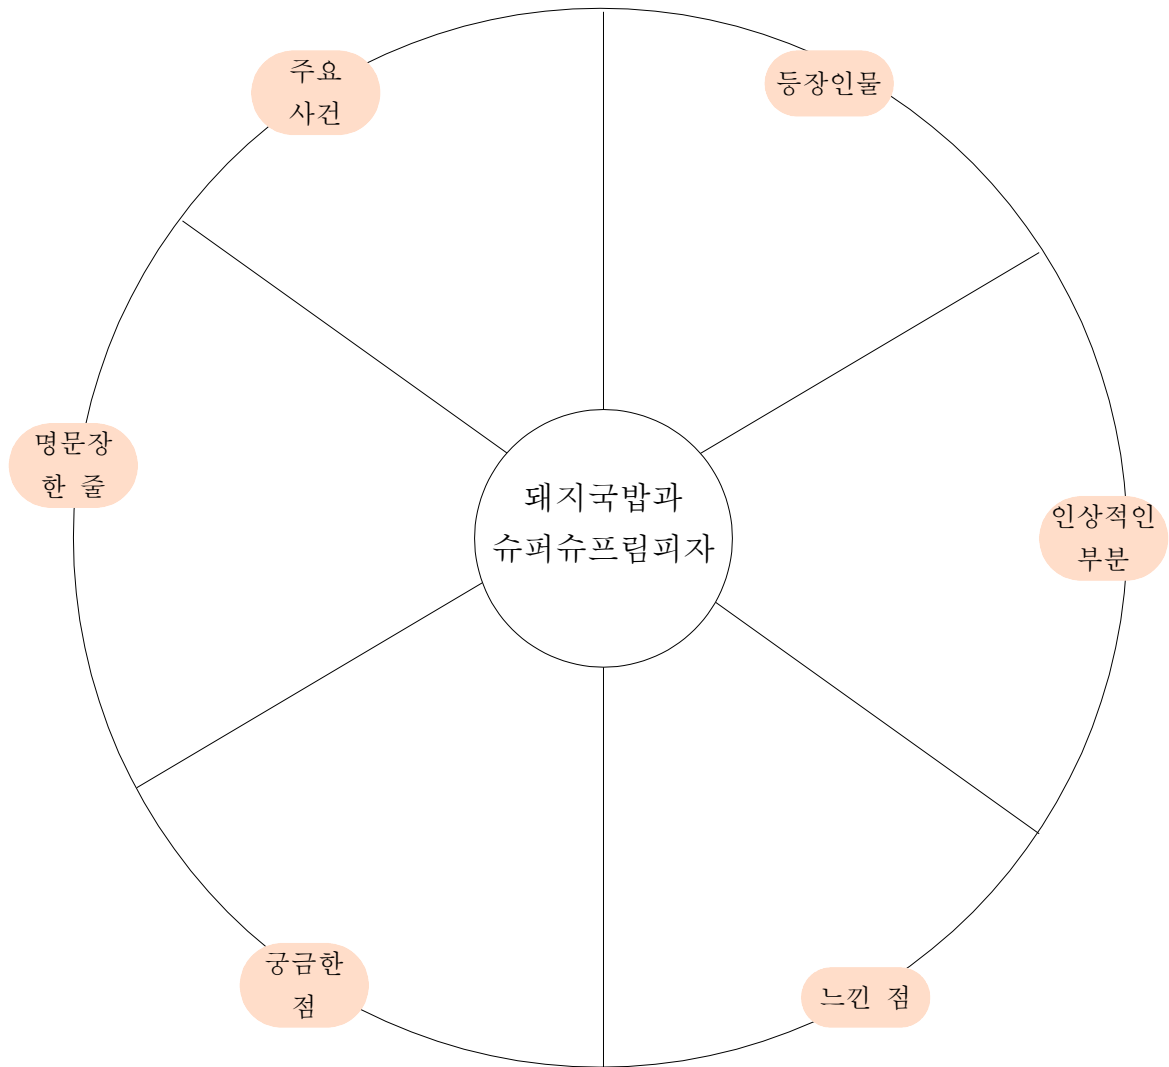 주요
사건
등장인물
명문장
한 줄
돼지국밥과
슈퍼슈프림피자
인상적인
부분
궁금한
점
느낀 점